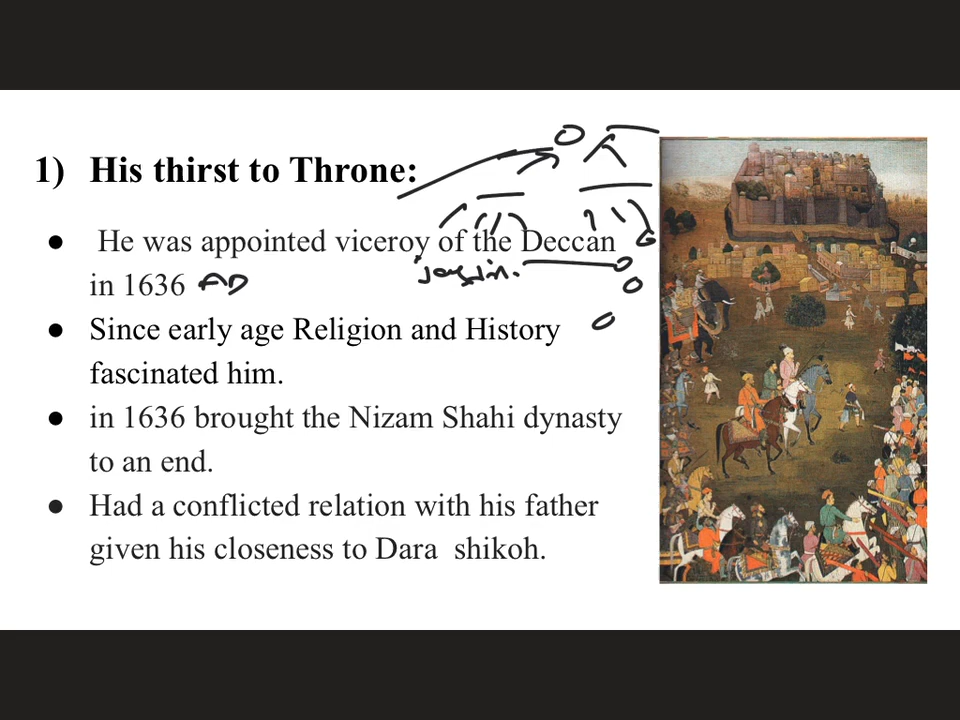 1) His thirst to Throne:
● He was appointed viceroy of the Deccan
in 1636 AD
● Since early age Religion and History
fascinated him.
● in 1636 brought the Nizam Shahi dynasty
to an end.
● Had a conflicted relation with his father
given his closeness to Dara shikoh.